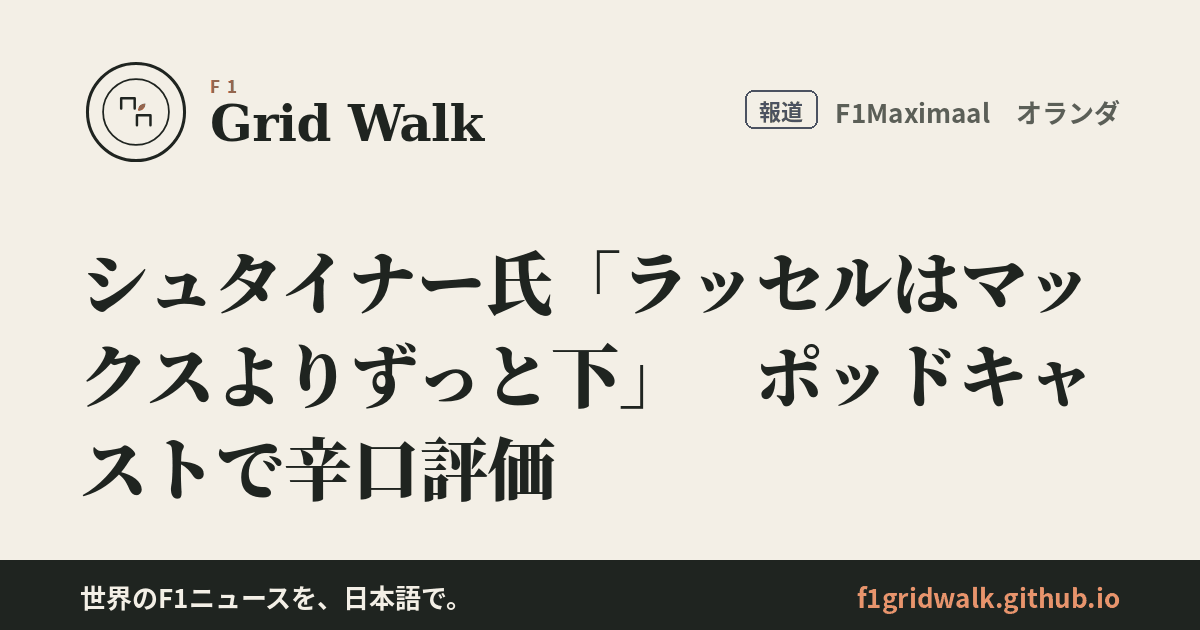 F1
Grid Walk
報道 F1Maximaal オランダ
シュタイナー氏「ラッセルはマッ
クスよりずっと下」　ポッドキャ
ストで辛口評価
世界のF1ニュースを、日本語で。
f1gridwalk.github.io